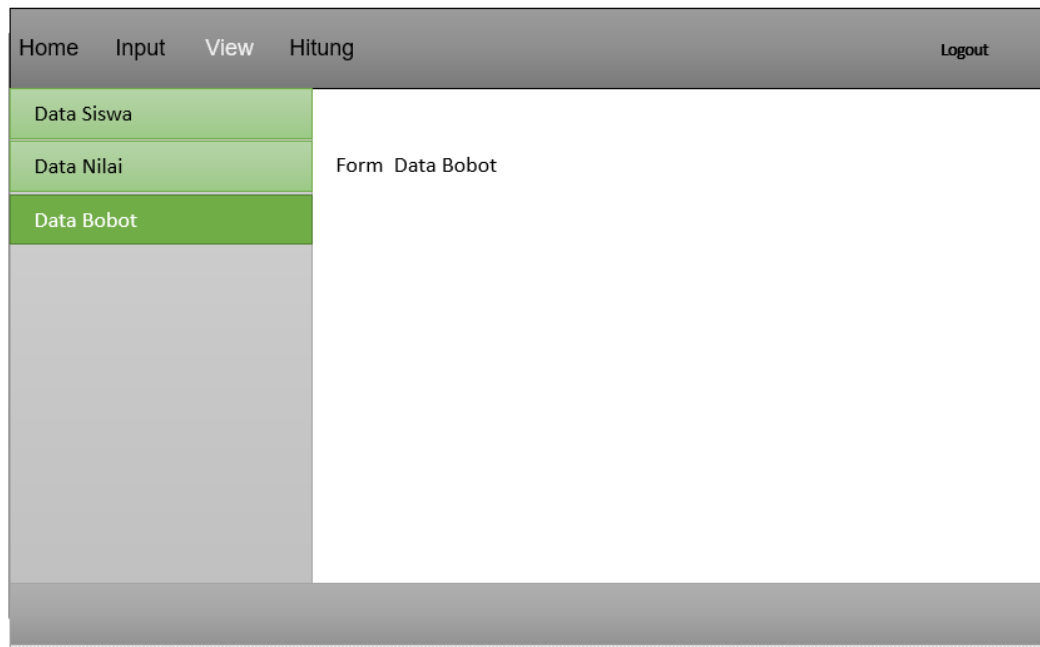 Home Input View Hitung Logout
Data Siswa
Data Nilai
Data Bobot
Form Data Bobot